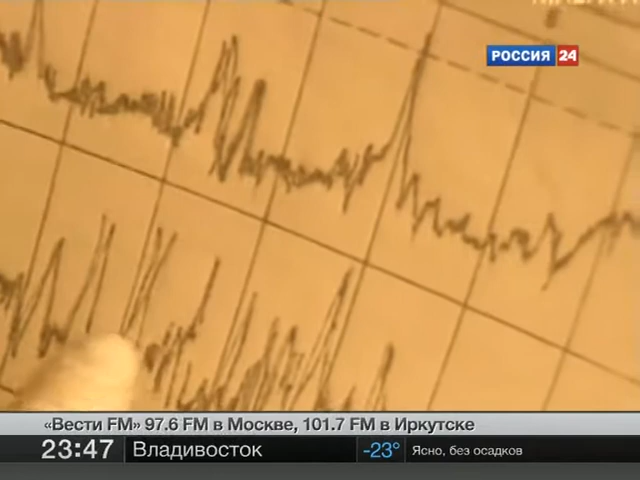 РОССИЯ 24
«Вести FM» 97.6 FM в Москве, 101.7 FM в Иркутске
23:47 Владивосток -23° Ясно, без осадков